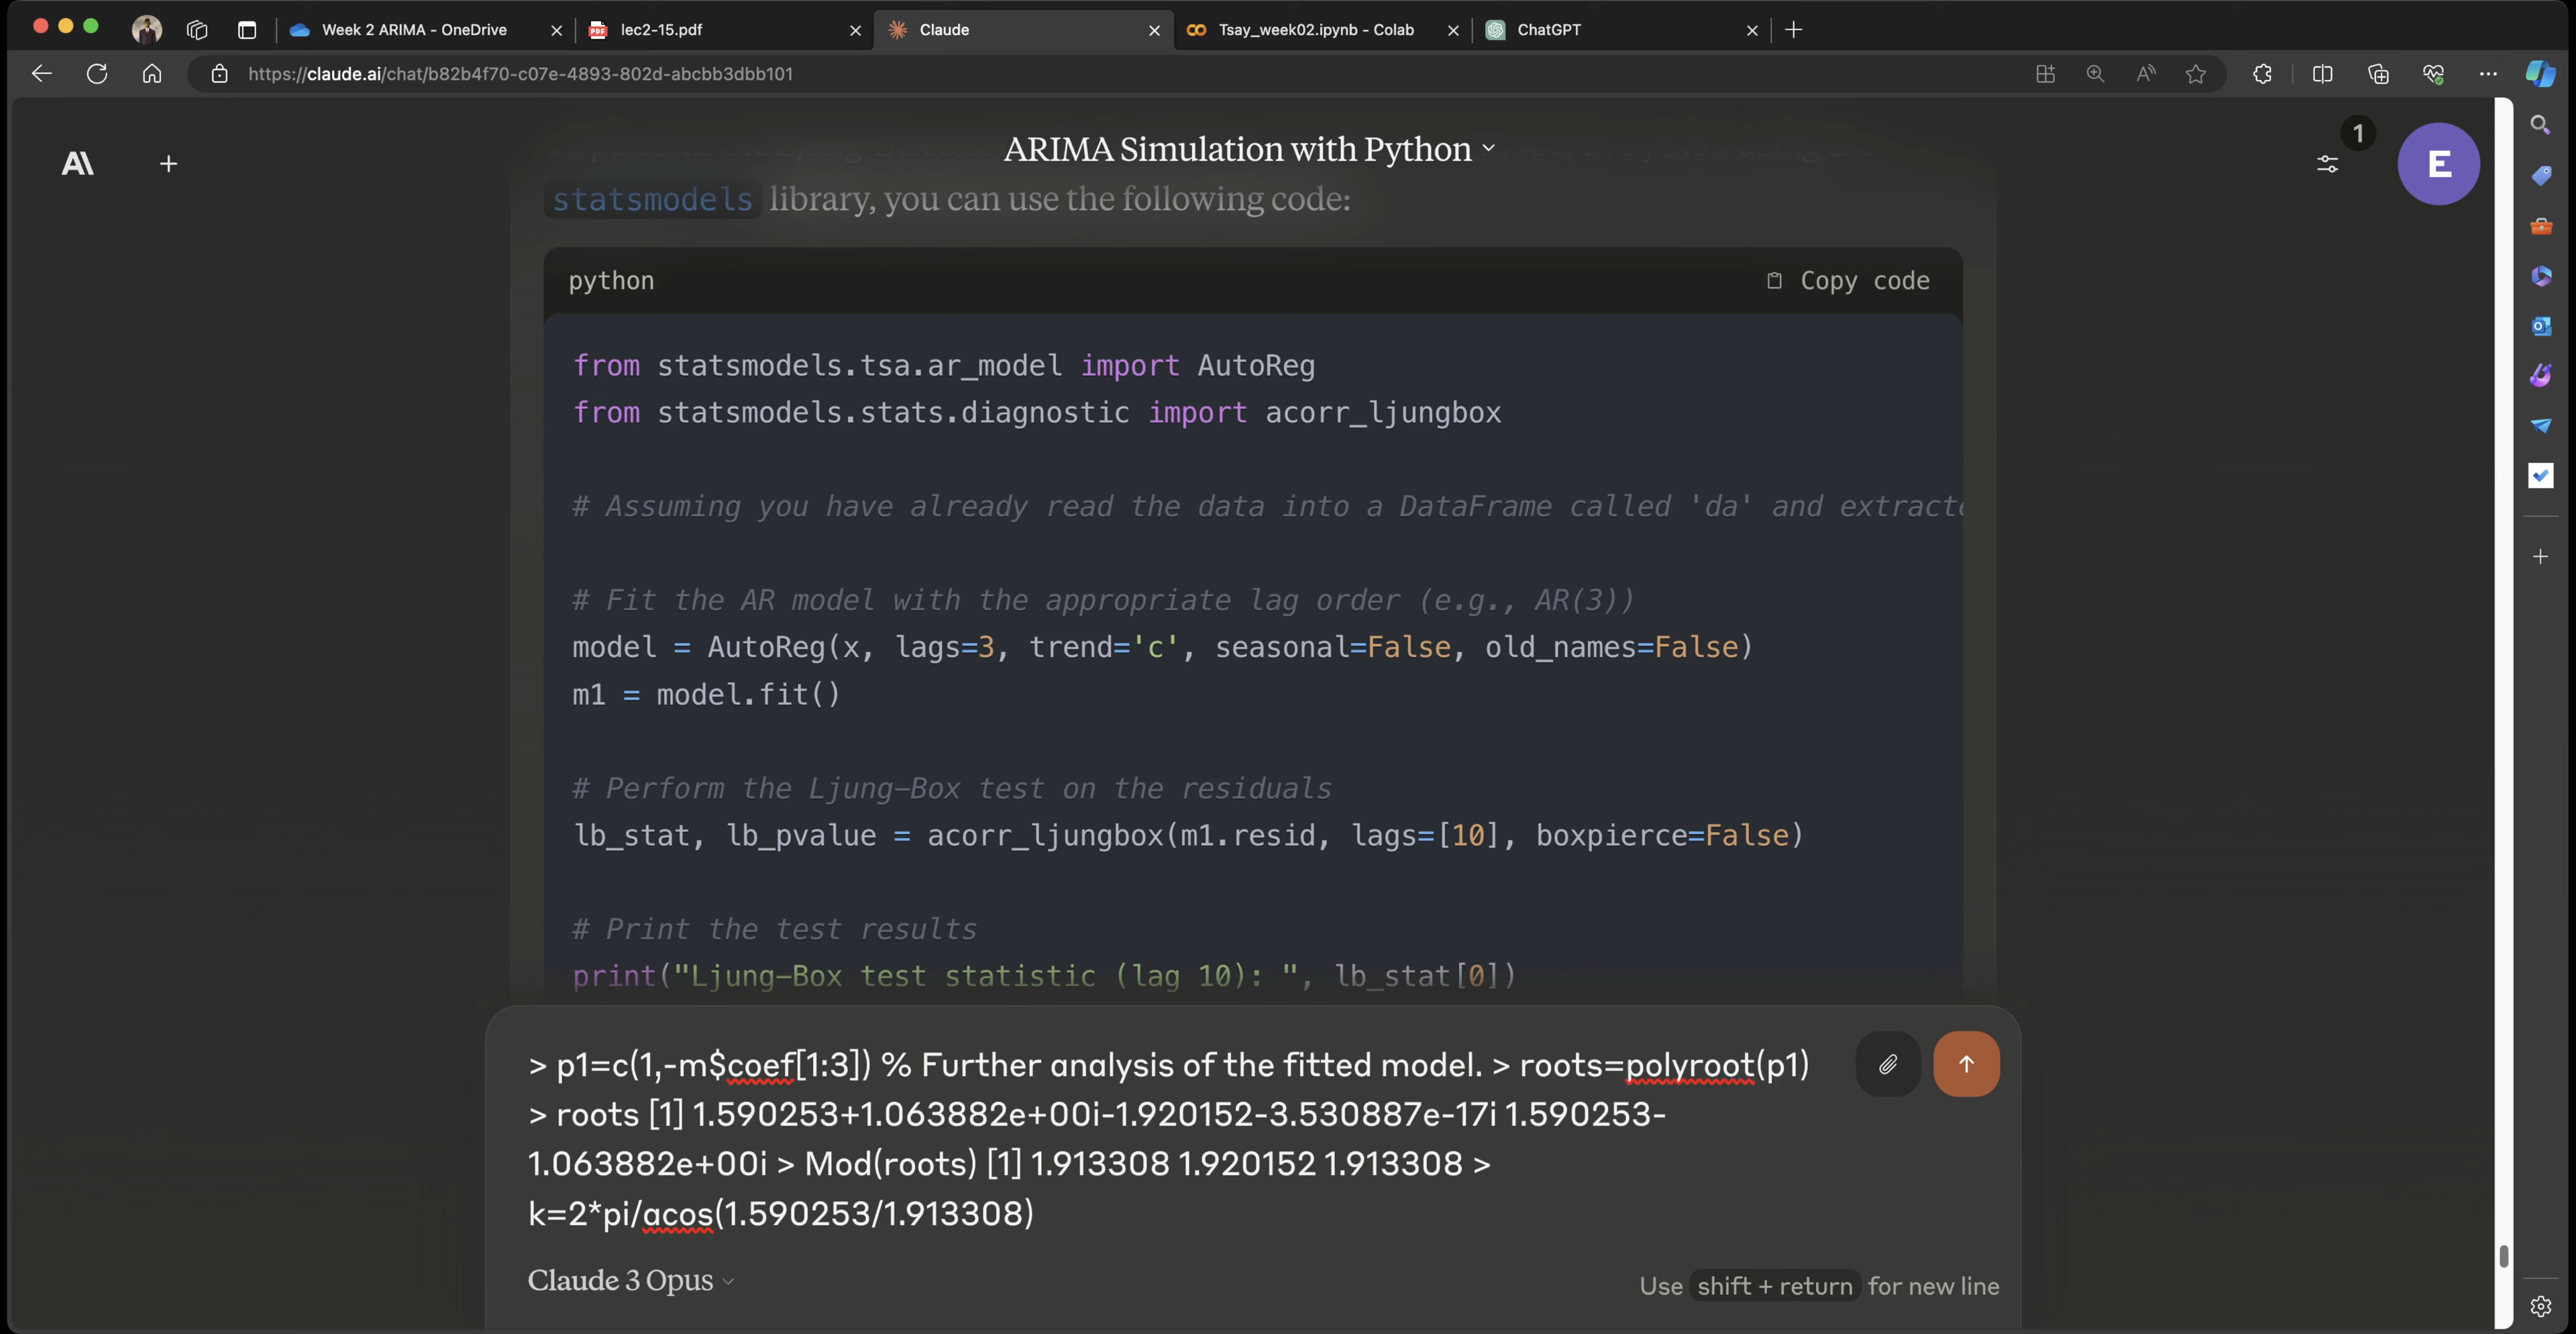 Week 2 ARIMA - OneDrive
lec2-15.pdf
Claude
Tsay_week02.ipynb - Colab
ChatGPT
https://claude.ai/chat/b82b4f70-c07e-4893-802d-abcbb3dbb101
ARIMA Simulation with Python
1
E
statsmodels library, you can use the following code:
python
Copy code
from statsmodels.tsa.ar_model import AutoReg
from statsmodels.stats.diagnostic import acorr_ljungbox
# Assuming you have already read the data into a DataFrame called 'da' and extracte
# Fit the AR model with the appropriate lag order (e.g., AR(3))
model = AutoReg(x, lags=3, trend='c', seasonal=False, old_names=False)
m1 = model.fit()
# Perform the Ljung-Box test on the residuals
lb_stat, lb_pvalue = acorr_ljungbox(m1.resid, lags=[10], boxpierce=False)
# Print the test results
print("Ljung-Box test statistic (lag 10): ", lb_stat[0])
> p1=c(1,-m$coef[1:3]) % Further analysis of the fitted model. > roots=polyroot(p1)
> roots [1] 1.590253+1.063882e+00i-1.920152-3.530887e-17i 1.590253-
1.063882e+00i > Mod(roots) [1] 1.913308 1.920152 1.913308 >
k=2*pi/acos(1.590253/1.913308)
Claude 3 Opus
Use shift + return for new line